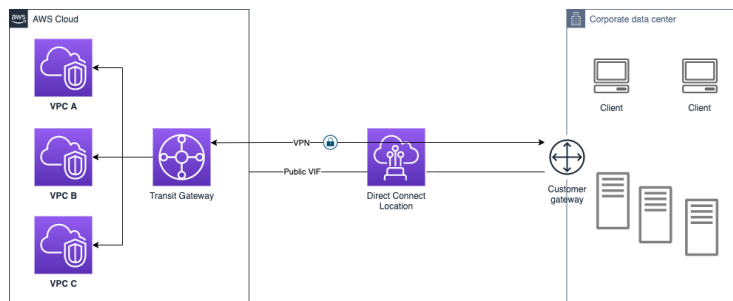 aws
AWS Cloud
Corporate data center
VPC A
Client
Client
VPN
VPC B
Public VIF
Transit Gateway
Direct Connect
Location
Customer
gateway
VPC C